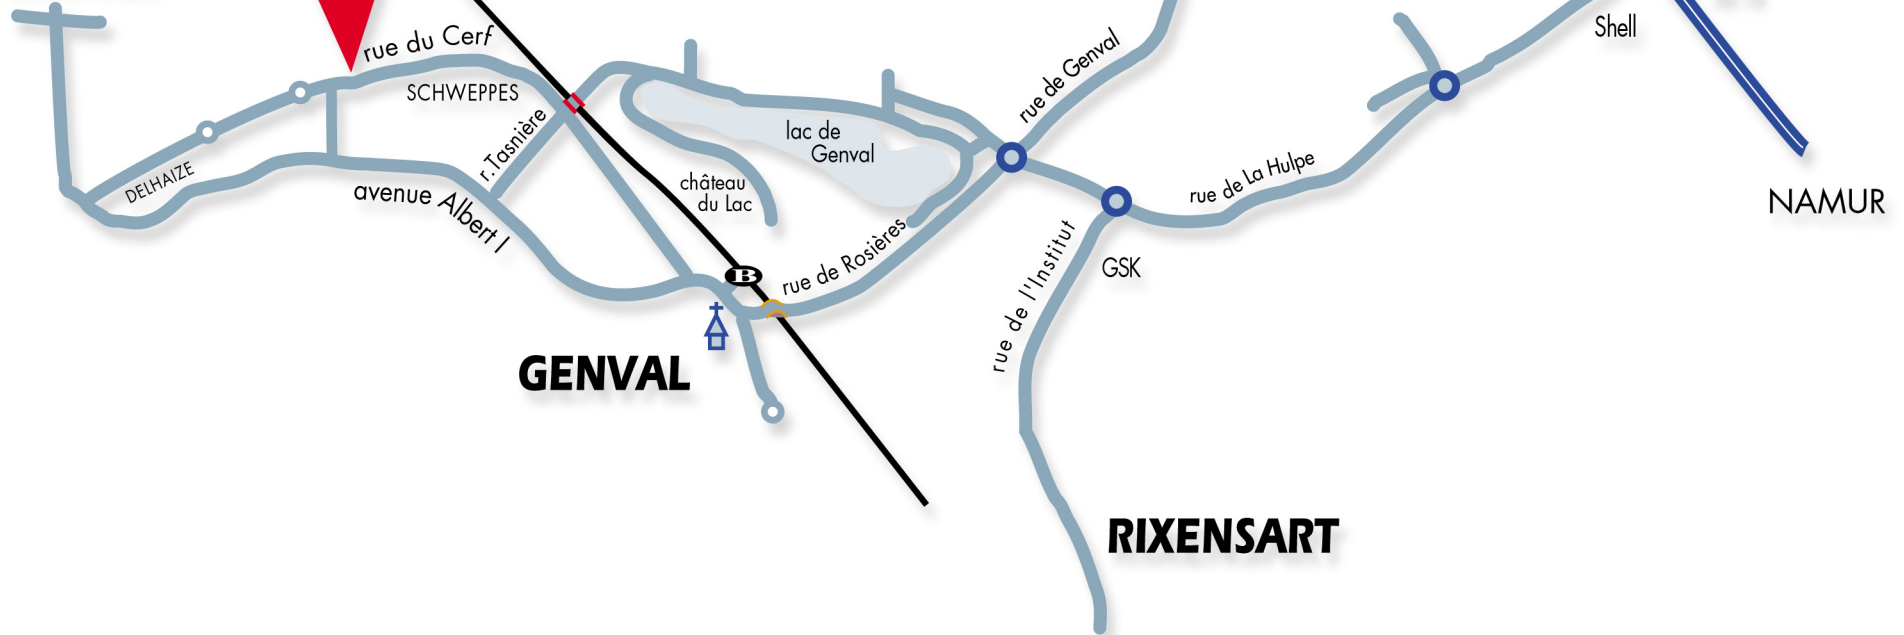 Shell
rue du Cerf
rue de Genval
SCHWEPPES
r. Tasnière
lac de
Genval
DELHAIZE
château
du Lac
rue de La Hulpe
avenue Albert I
NAMUR
rue de Rosières
rue de l'Institut
GSK
B
GENVAL
RIXENSART